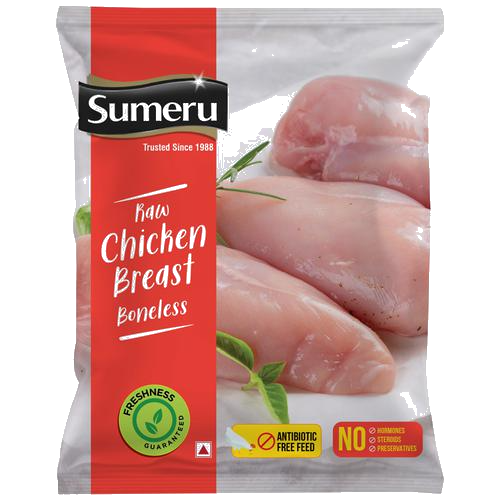 Sumeru
Trusted Since 1988
Raw
Chicken
Breast
Boneless
FRESHNESS
GUARANTEED
ANTIBIOTIC
FREE FEED
NO
HORMONES
STEROIDS
PRESERVATIVES